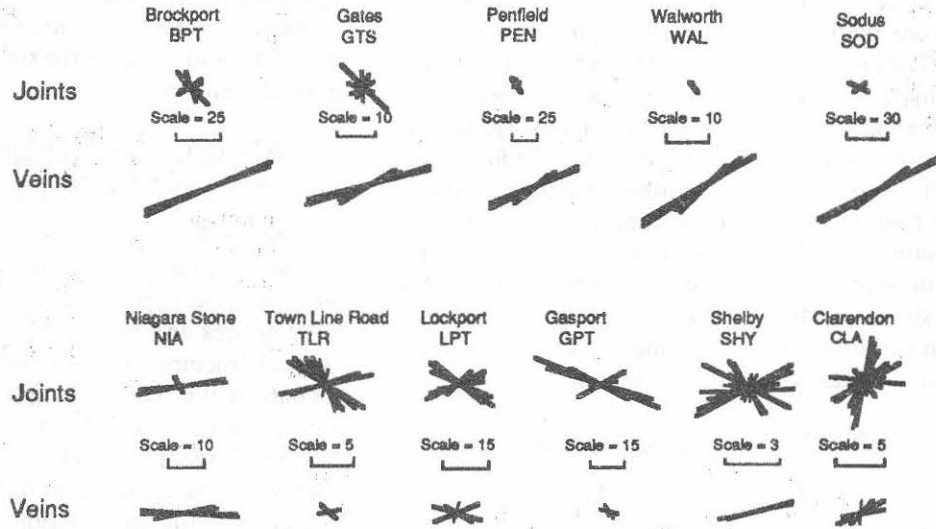 Brockport Gates Penfield Walworth Sodus
BPT GTS PEN WAL SOD
Joints
Scale = 25 Scale = 10 Scale = 25 Scale = 10 Scale = 30
Veins
Niagara Stone Town Line Road Lockport Gasport Shelby Clarendon
NIA TLR LPT GPT SHY CLA
Joints
Scale = 10 Scale = 5 Scale = 15 Scale = 15 Scale = 3 Scale = 5
Veins